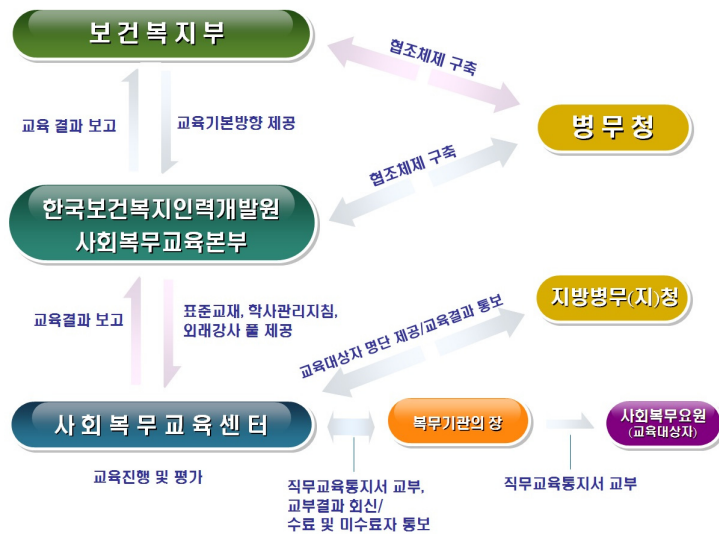 보건복지부
협조체제 구축
교육 결과 보고
교육기본방향 제공
병무청
협조체제 구축
한국보건복지인력개발원
사회복무교육본부
교육결과 보고
표준교재, 학사관리지침,
외래강사 풀 제공
지방병무(지)청
교육대상자 명단 제공/교육결과 통보
사회복무교육센터
복무기관의 장
사회복무요원
(교육대상자)
교육진행 및 평가
직무교육통지서 교부,
교부결과 회신/
수료 및 미수료자 통보
직무교육통지서 교부